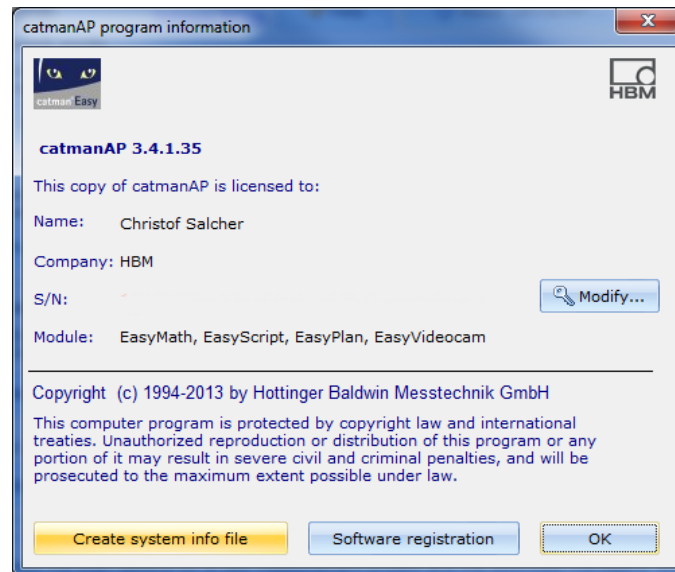 catmanAP program information
catman®Easy
HBM
catmanAP 3.4.1.35
This copy of catmanAP is licensed to:
Name: Christof Salcher
Company: HBM
S/N:
Modify...
Module: EasyMath, EasyScript, EasyPlan, EasyVideocam
Copyright (c) 1994-2013 by Hottinger Baldwin Messtechnik GmbH
This computer program is protected by copyright law and international
treaties. Unauthorized reproduction or distribution of this program or any
portion of it may result in severe civil and criminal penalties, and will be
prosecuted to the maximum extent possible under law.
Create system info file
Software registration
OK